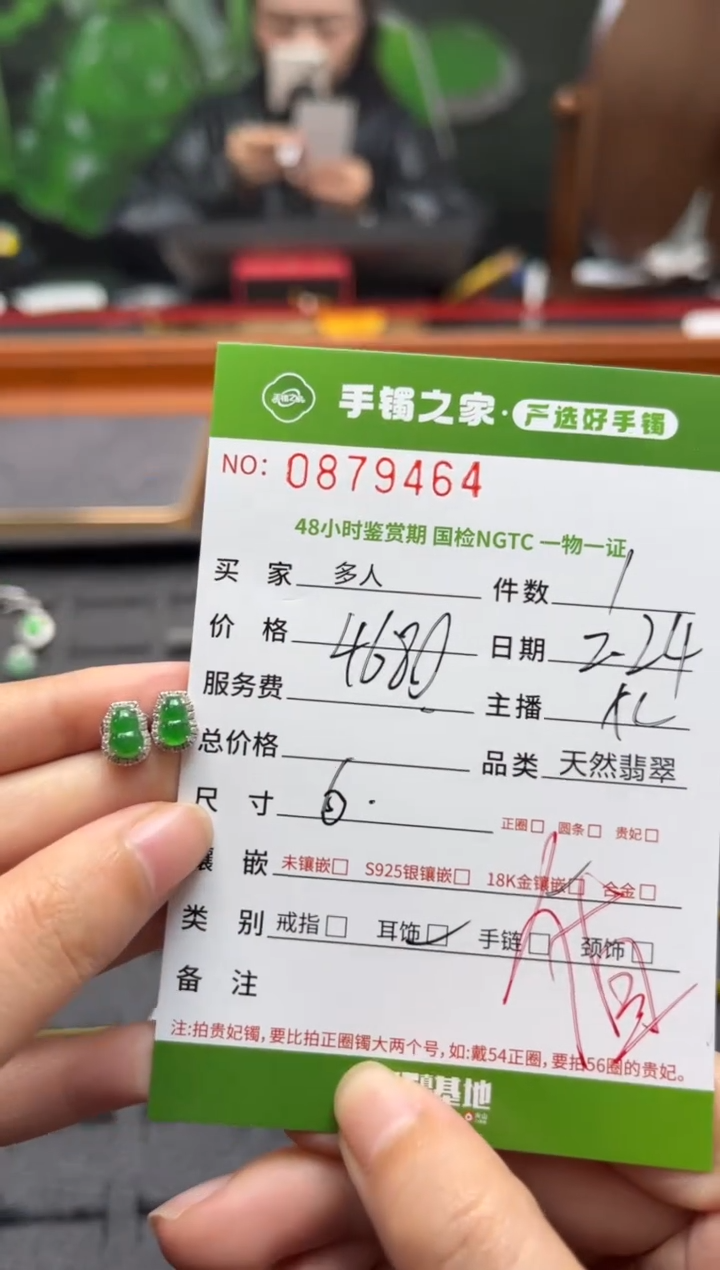 手镯之家·严选好手镯
NO: 0879464
48小时鉴赏期 国检NGTC 一物一证
买 家 多人 件数 1
价 格 4680 日期 2-24
服务费 主播
总价格 品类 天然翡翠
尺 寸 正圈□ 圆条□ 贵妃□
镶 嵌 未镶嵌□ S925银镶嵌□ 18K金镶嵌□ 合金□
类 别 戒指□ 耳饰□ 手链□ 颈饰□
备 注
注:拍贵妃镯,要比拍正圈镯大两个号,如:戴54正圈,要拍56圈的贵妃。
基地